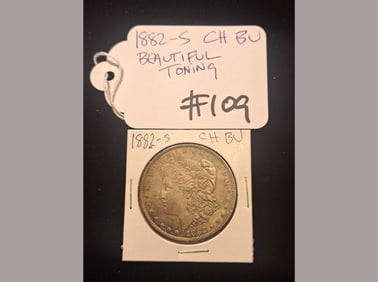 1882-S CH BU
BEAUTIFUL
TONING
#109
1882-S CH BU